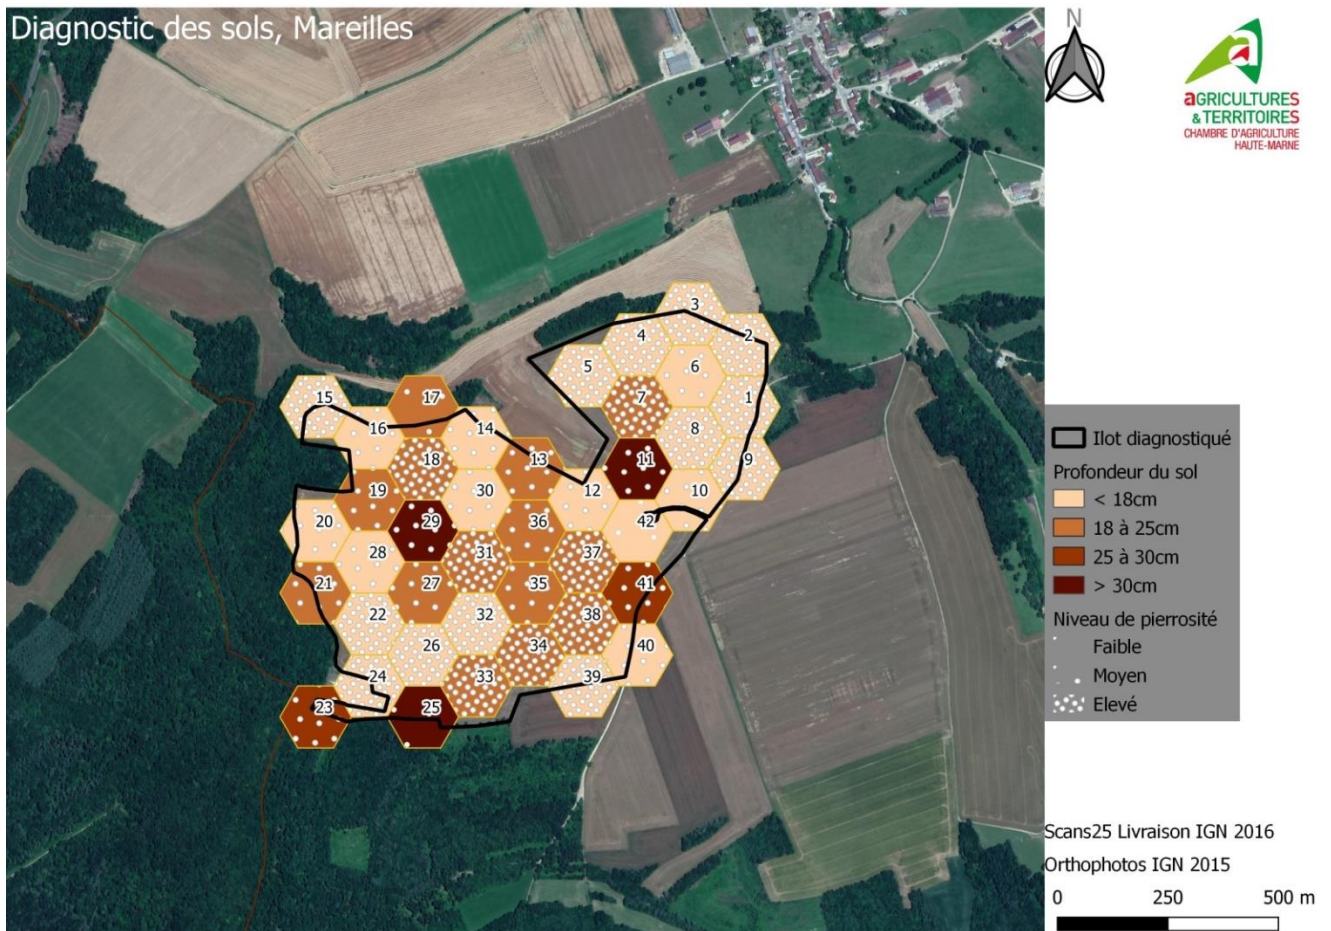 Diagnostic des sols, Mareilles
N
aGRICULTURES
& TERRITOIRES
CHAMBRE D'AGRICULTURE
HAUTE-MARNE
3
4
2
5
6
7
1
15
17
16
14
8
18
13
11
9
19
30
12
10
20
29
36
42
28
31
37
21
27
35
41
22
32
38
26
34
40
24
33
39
23
25
Ilot diagnostiqué
Profondeur du sol
< 18cm
18 à 25cm
25 à 30cm
> 30cm
Niveau de pierrosité
Faible
Moyen
Elevé
Scans25 Livraison IGN 2016
Orthophotos IGN 2015
0 250 500 m